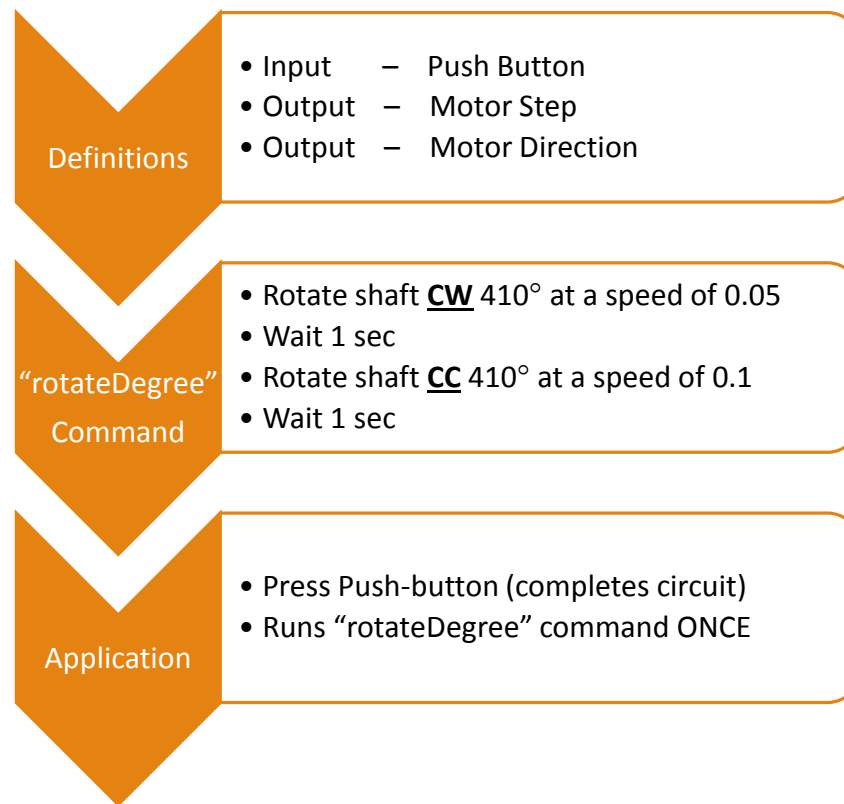 Definitions
• Input – Push Button
• Output – Motor Step
• Output – Motor Direction
“rotateDegree”
Command
• Rotate shaft CW 410° at a speed of 0.05
• Wait 1 sec
• Rotate shaft CC 410° at a speed of 0.1
• Wait 1 sec
Application
• Press Push-button (completes circuit)
• Runs “rotateDegree” command ONCE